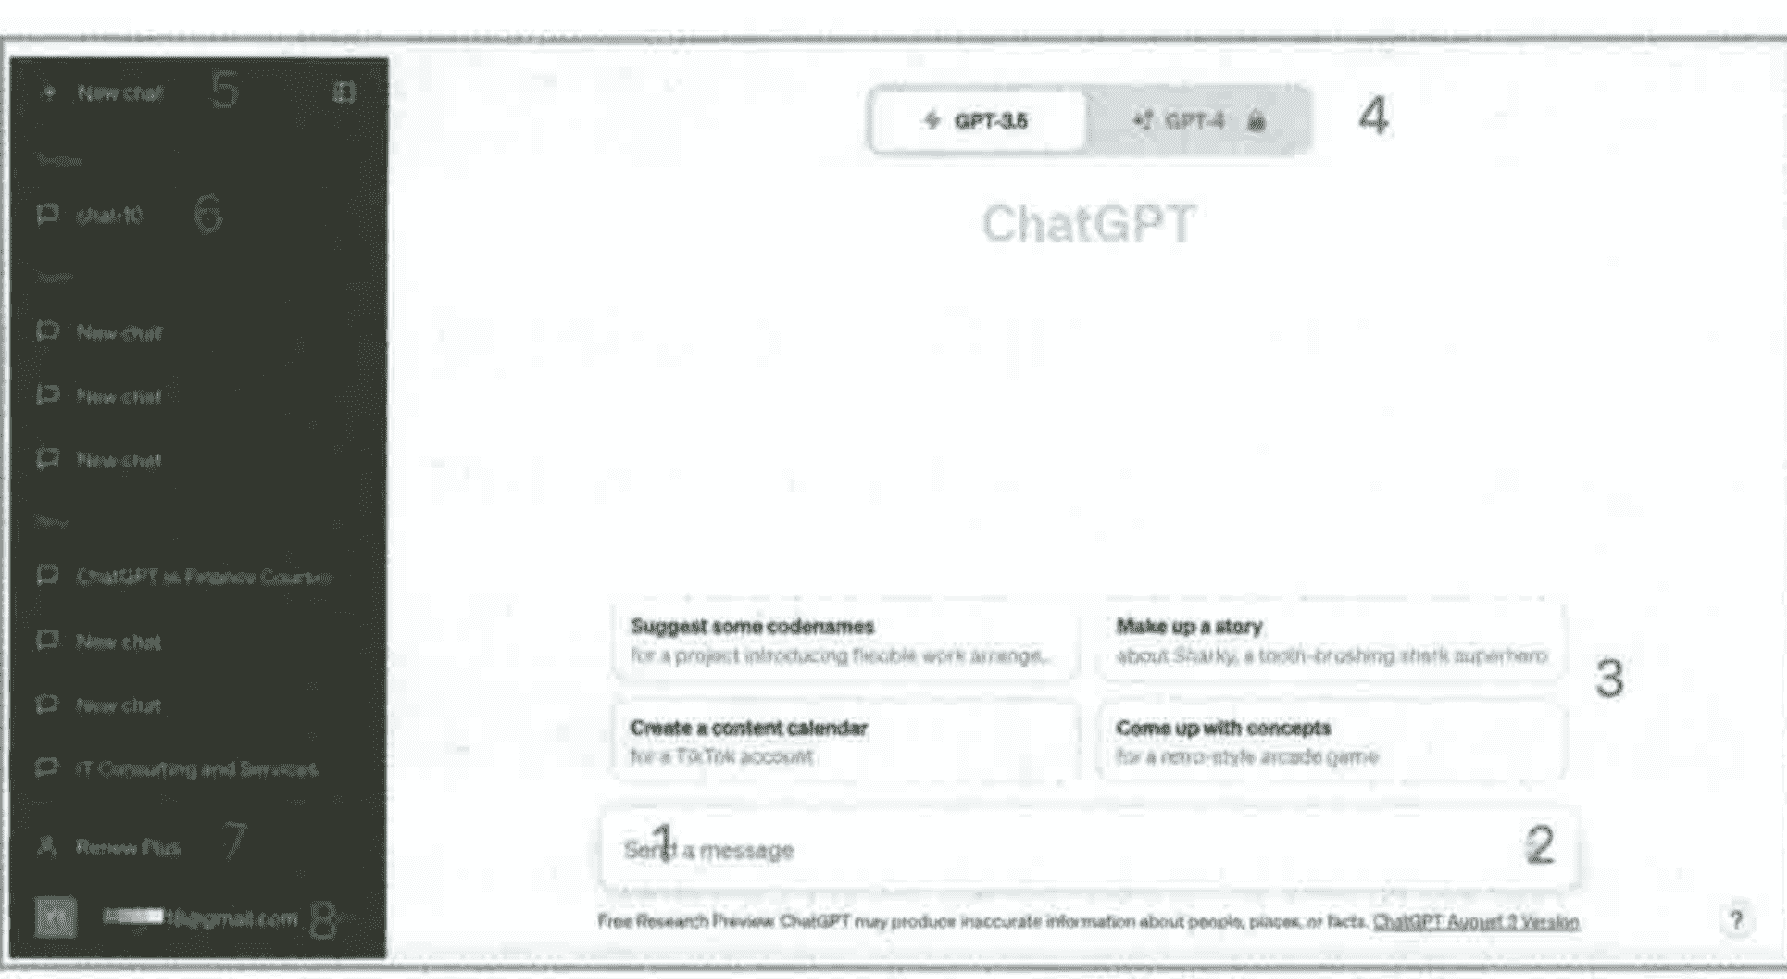 New chat 5
chat-10 6
New chat
New chat
New chat
ChatGPT in Finance Course
New chat
New chat
IT Consulting and Services
Renew Plus 7
@gmail.com 8
GPT-3.5 GPT-4 4
ChatGPT
Suggest some codenames
for a project introducing flexible work arrange...
Make up a story
about Sharky, a tooth-brushing shark superhero
3
Create a content calendar
for a TikTok account
Come up with concepts
for a retro-style arcade game
1
Send a message 2
Free Research Preview. ChatGPT may produce inaccurate information about people, places, or facts. ChatGPT August 3 Version
?